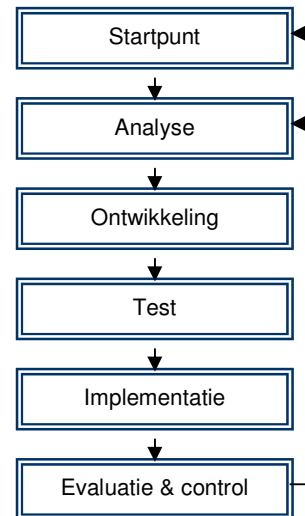 Startpunt
Analyse
Ontwikkeling
Test
Implementatie
Evaluatie & control